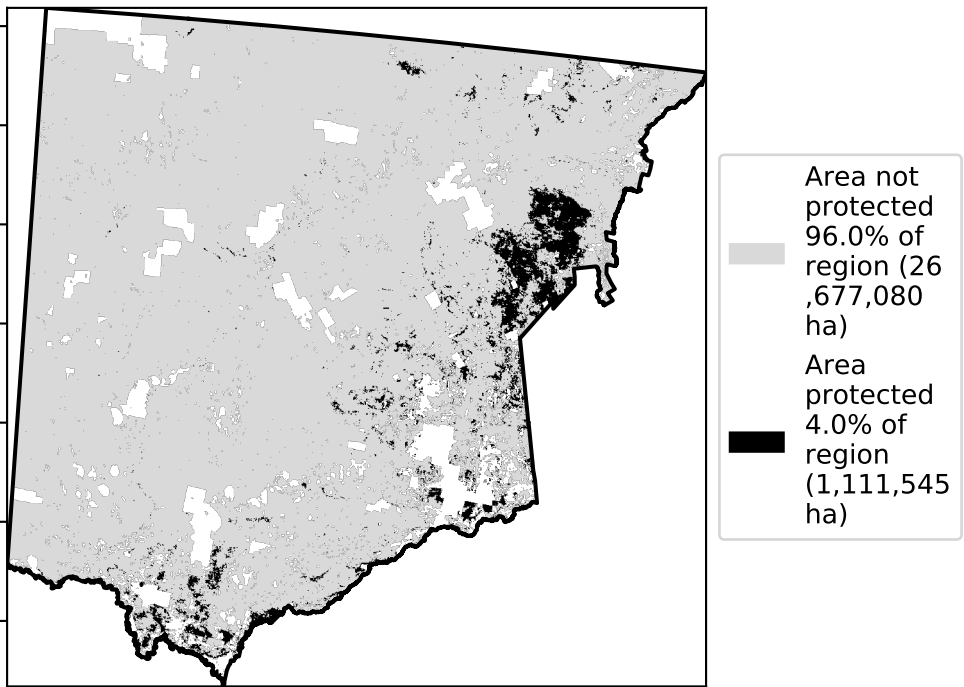 Area not
protected
96.0% of
region (26
,677,080
ha)
Area
protected
4.0% of
region
(1,111,545
ha)